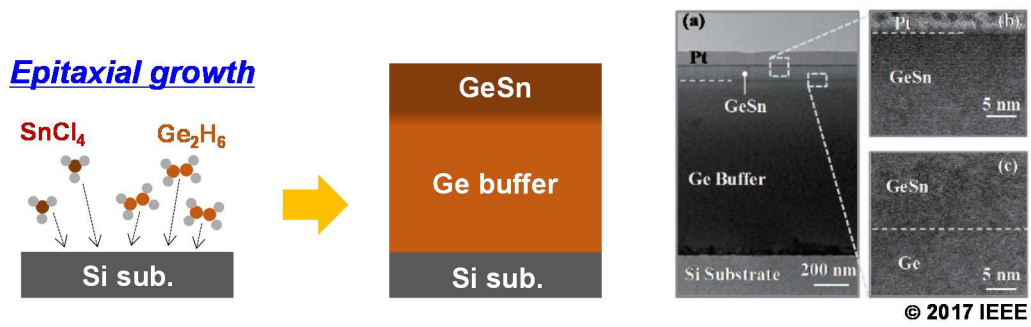 Epitaxial growth
SnCl4
Ge2H6
Si sub.
GeSn
Ge buffer
Si sub.
(a)
Pt
GeSn
Ge Buffer
Si Substrate
200 nm
(b)
Pt
GeSn
5 nm
(c)
GeSn
Ge
5 nm
© 2017 IEEE